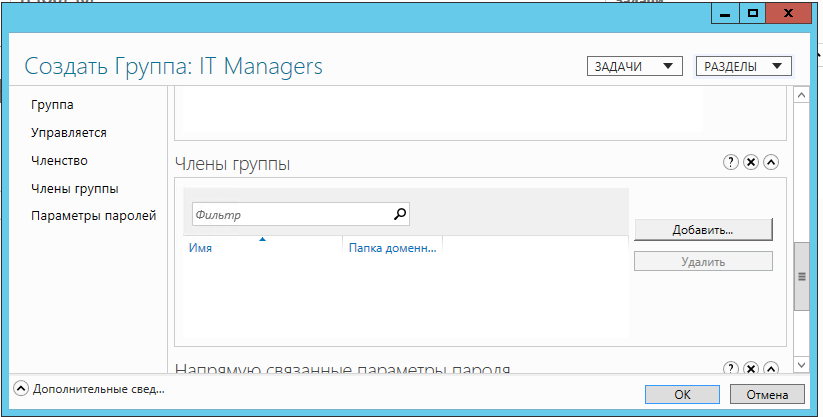 Создать Группа: IT Managers
ЗАДАЧИ
РАЗДЕЛЫ
Группа
Управляется
Членство
Члены группы
Параметры паролей
Члены группы
Фильтр
Имя
Папка доменн...
Добавить...
Удалить
Напрямую связанные параметры пароля
Дополнительные свед...
OK
Отмена